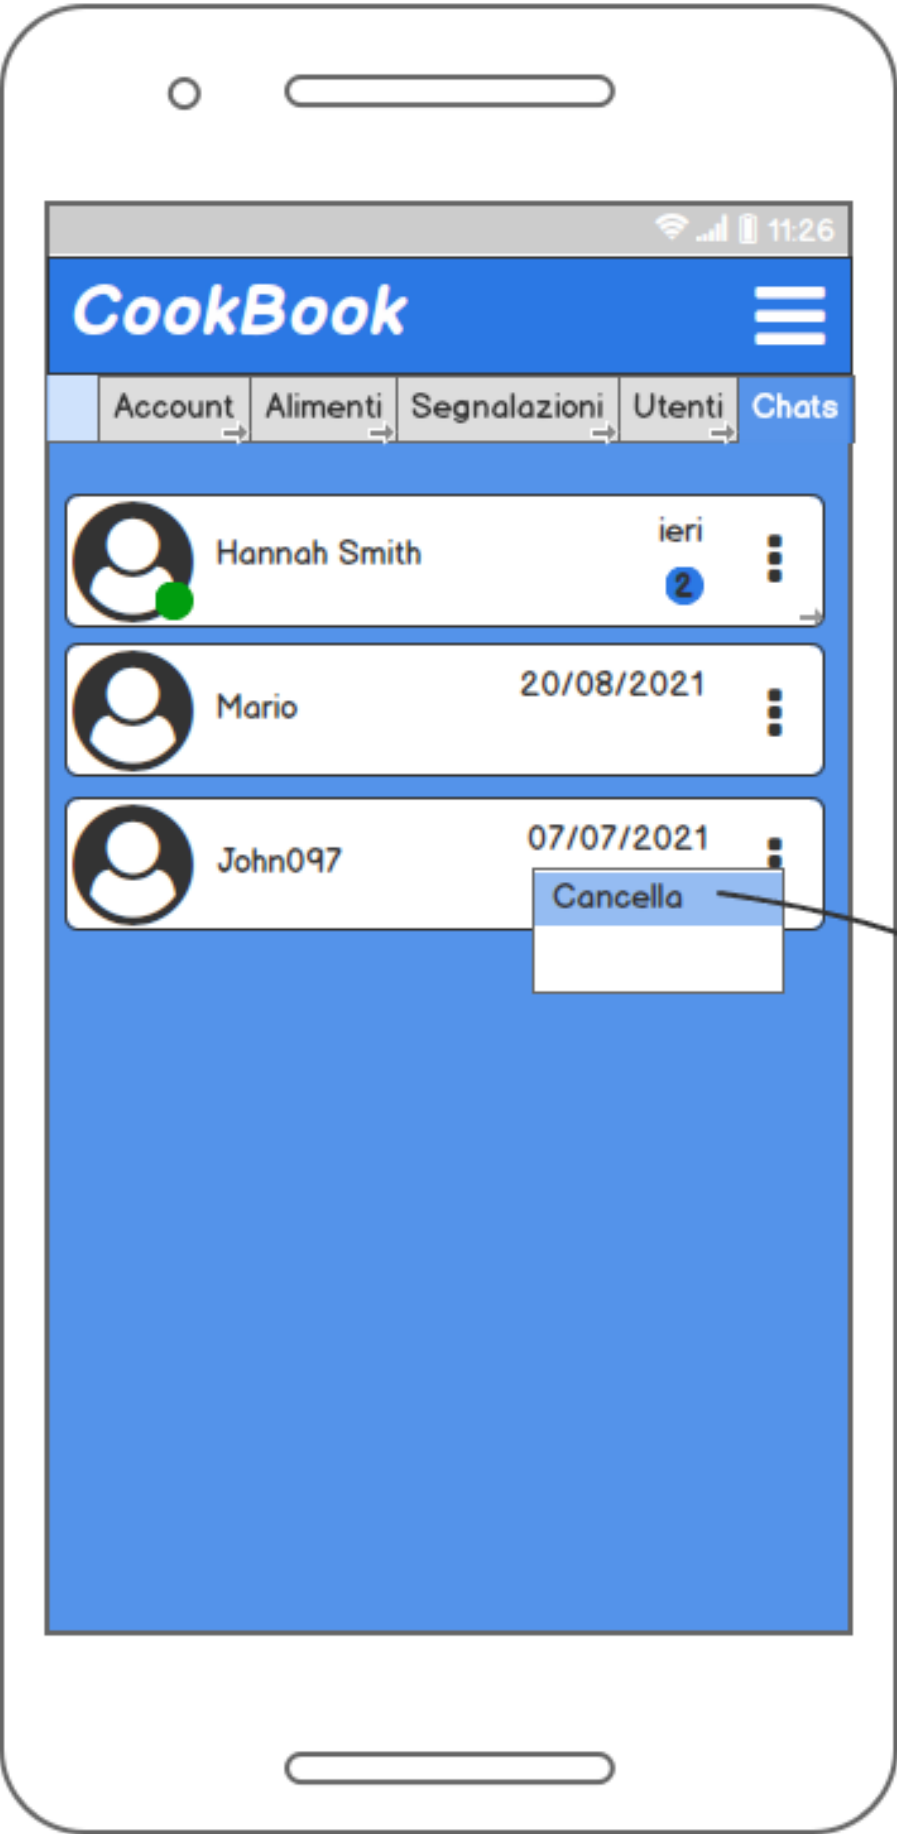 11:26
CookBook
Account Alimenti Segnalazioni Utenti Chats
Hannah Smith ieri
2
Mario 20/08/2021
John097 07/07/2021
Cancella